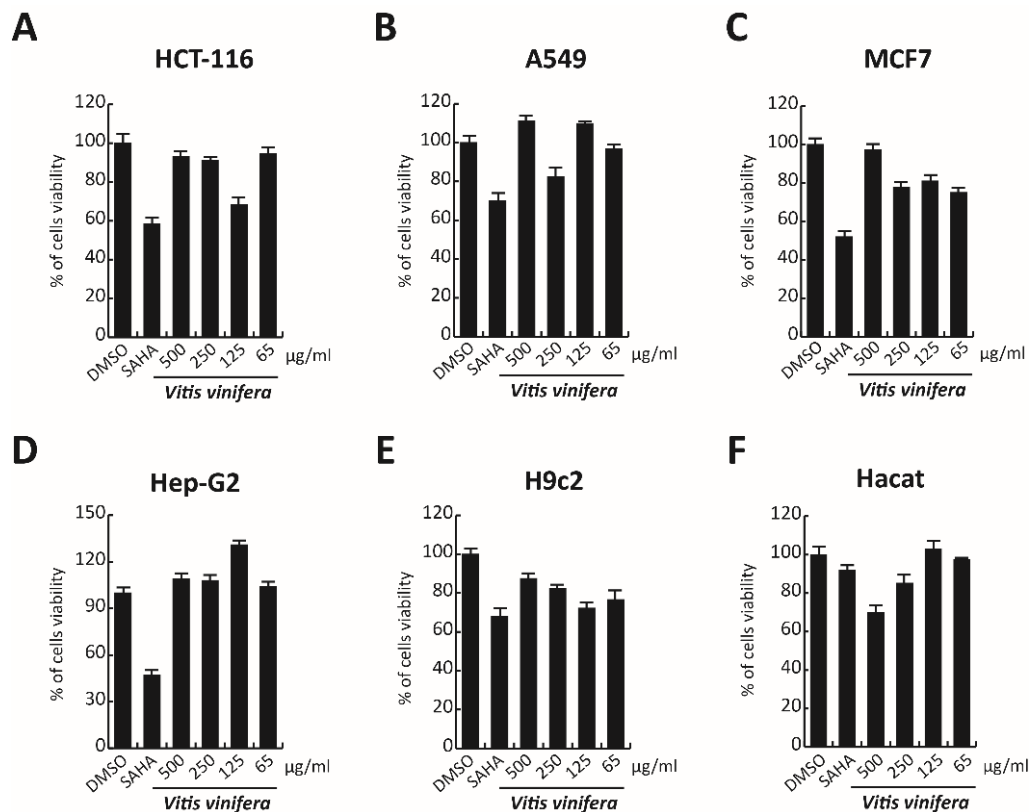 A
HCT-116
% of cells viability
120
100
80
60
40
20
0
DMSO SAHA 500 250 125 65 µg/ml
Vitis vinifera
B
A549
% of cells viability
120
100
80
60
40
20
0
DMSO SAHA 500 250 125 65 µg/ml
Vitis vinifera
C
MCF7
% of cells viability
120
100
80
60
40
20
0
DMSO SAHA 500 250 125 65 µg/ml
Vitis vinifera
D
Hep-G2
% of cells viability
150
120
90
60
30
0
DMSO SAHA 500 250 125 65 µg/ml
Vitis vinifera
E
H9c2
% of cells viability
120
100
80
60
40
20
0
DMSO SAHA 500 250 125 65 µg/ml
Vitis vinifera
F
Hacat
% of cells viability
120
100
80
60
40
20
0
DMSO SAHA 500 250 125 65 µg/ml
Vitis vinifera